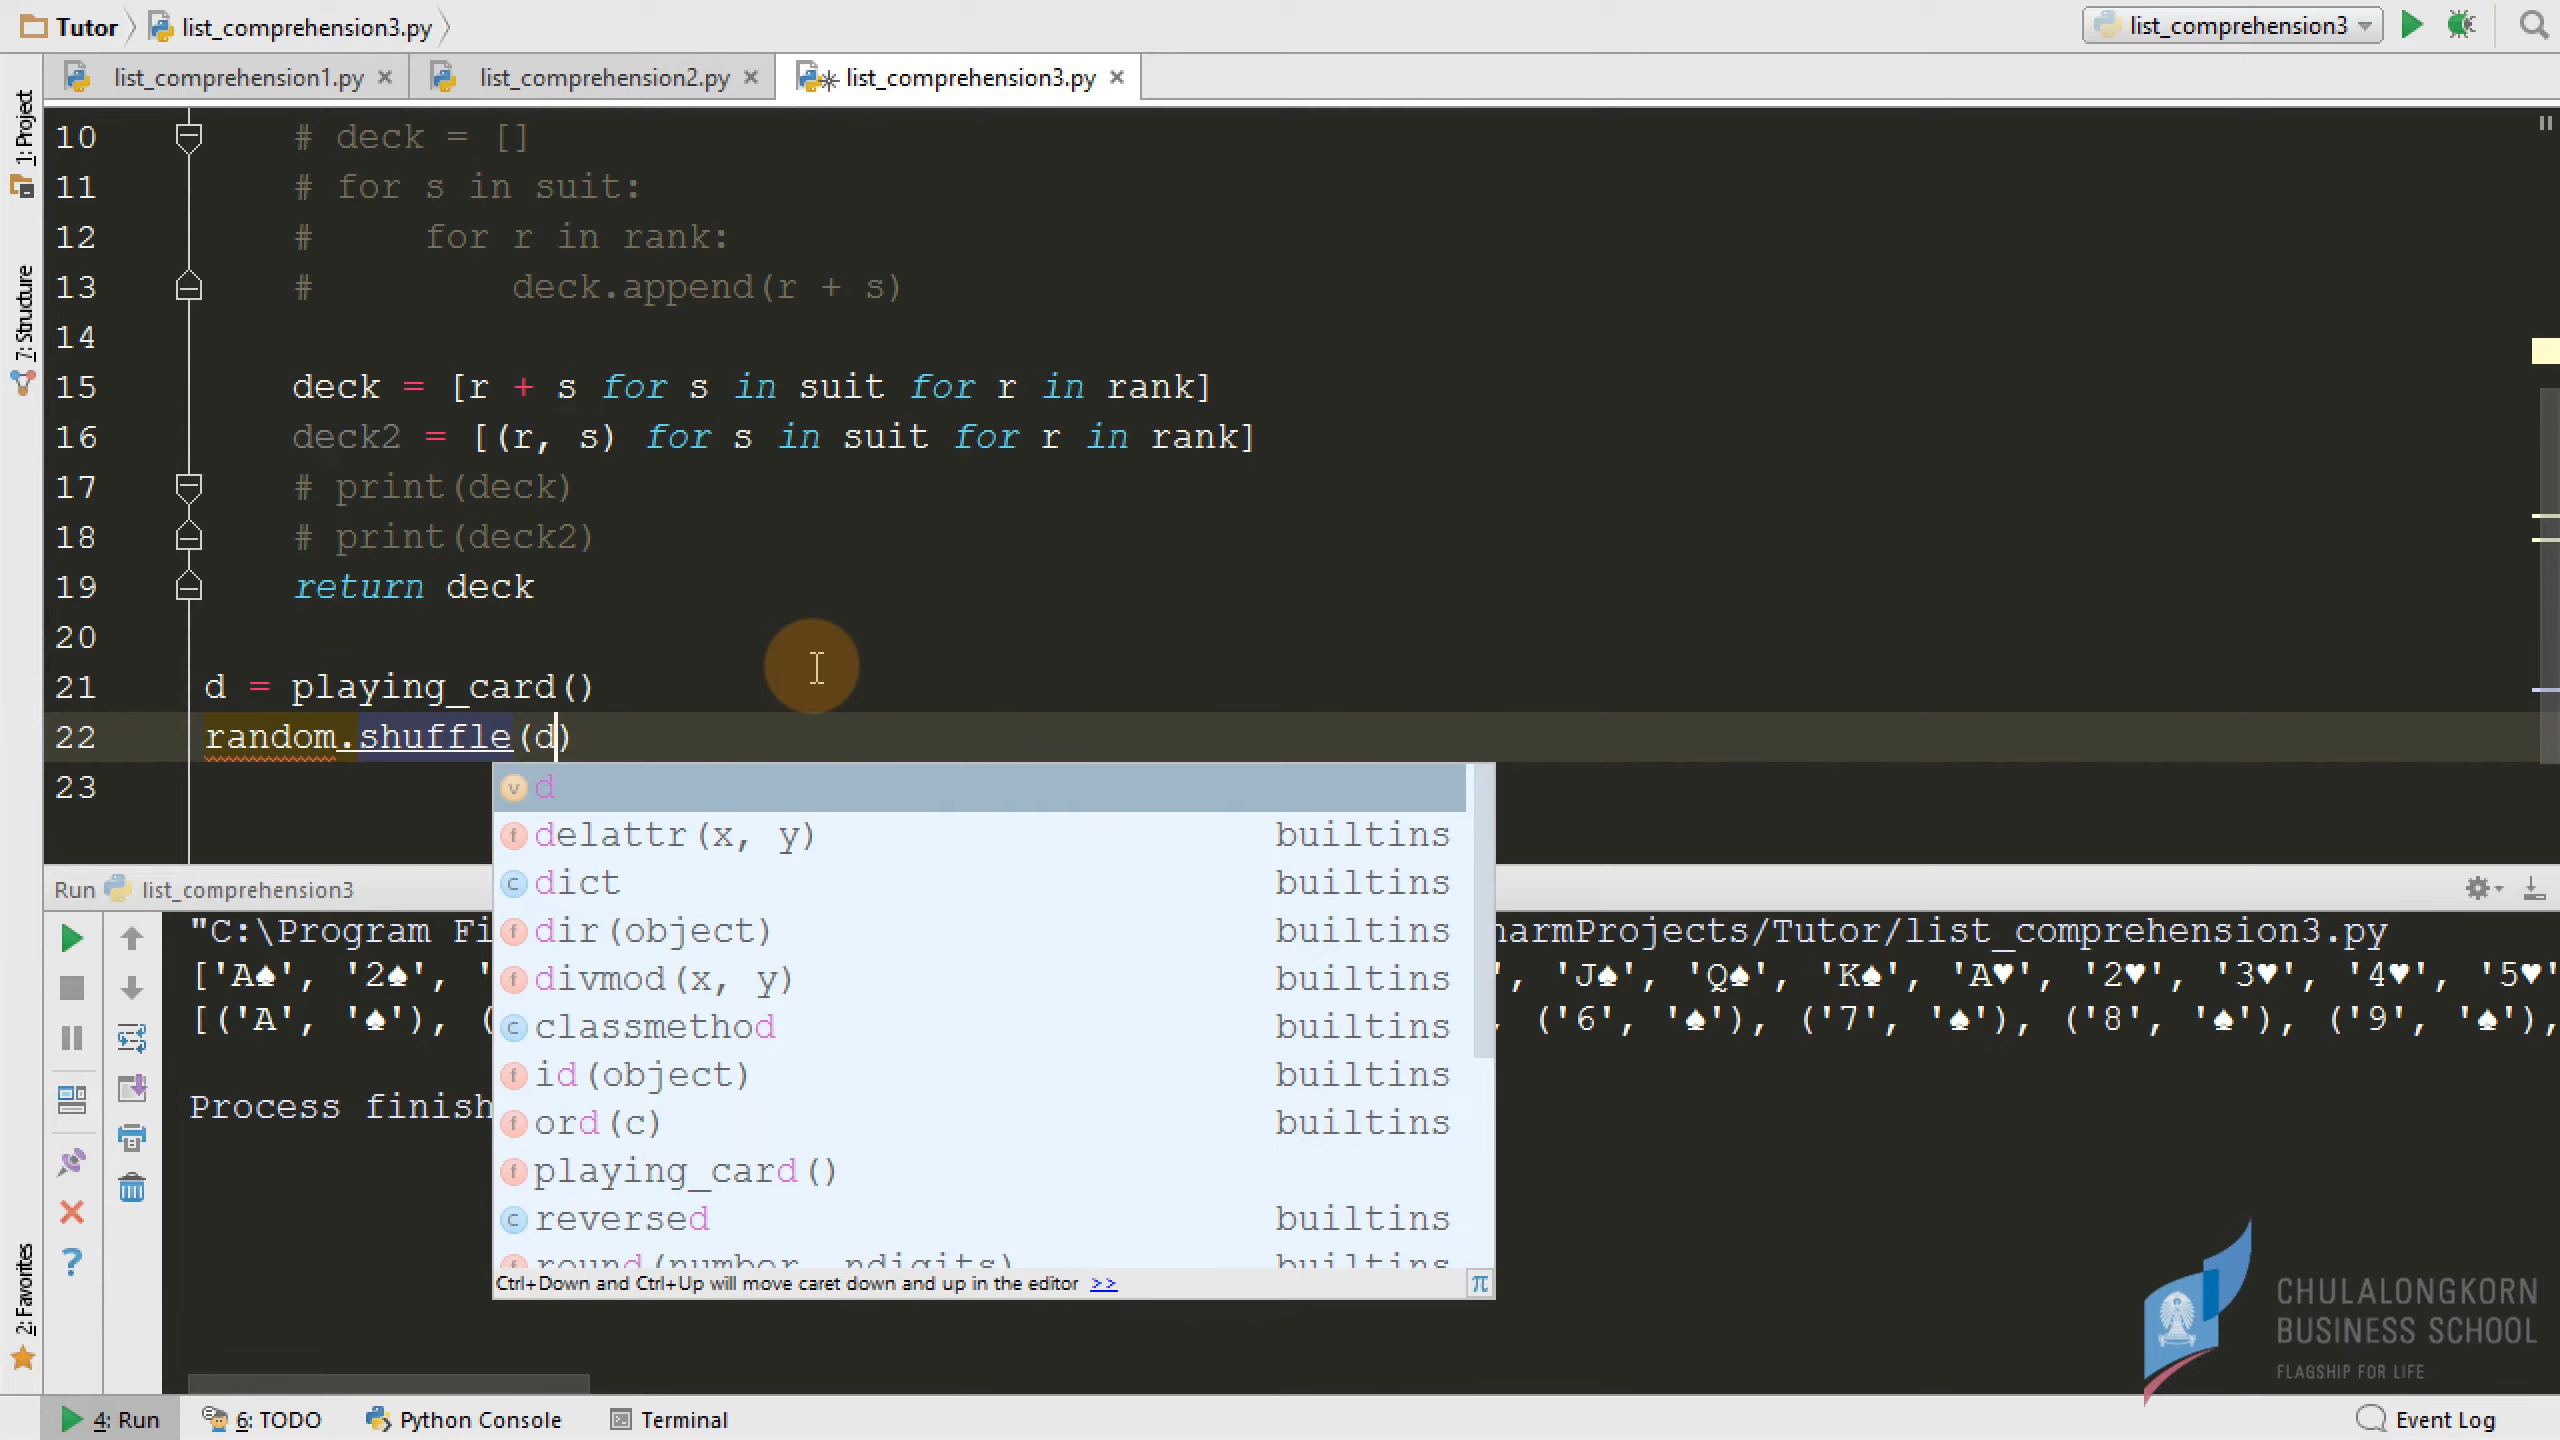 Tutor list_comprehension3.py list_comprehension3
list_comprehension1.py list_comprehension2.py list_comprehension3.py
1: Project
7: Structure
2: Favorites
10 # deck = []
11 # for s in suit:
12 #     for r in rank:
13 #         deck.append(r + s)
14
15 deck = [r + s for s in suit for r in rank]
16 deck2 = [(r, s) for s in suit for r in rank]
17 # print(deck)
18 # print(deck2)
19 return deck
20
21 d = playing_card()
22 random.shuffle(d)
23
d
delattr(x, y) builtins
dict builtins
dir(object) builtins
divmod(x, y) builtins
classmethod builtins
id(object) builtins
ord(c) builtins
playing_card()
reversed builtins
round(number, ndigits) builtins
Ctrl+Down and Ctrl+Up will move caret down and up in the editor >> π
Run list_comprehension3
"C:\Program Fi harmProjects/Tutor/list_comprehension3.py
['A♠', '2♠', ' ', 'J♠', 'Q♠', 'K♠', 'A♥', '2♥', '3♥', '4♥', '5♥'
[('A', '♠'), ( , ('6', '♠'), ('7', '♠'), ('8', '♠'), ('9', '♠'),
Process finish
CHULALONGKORN
BUSINESS SCHOOL
FLAGSHIP FOR LIFE
4: Run 6: TODO Python Console Terminal Event Log